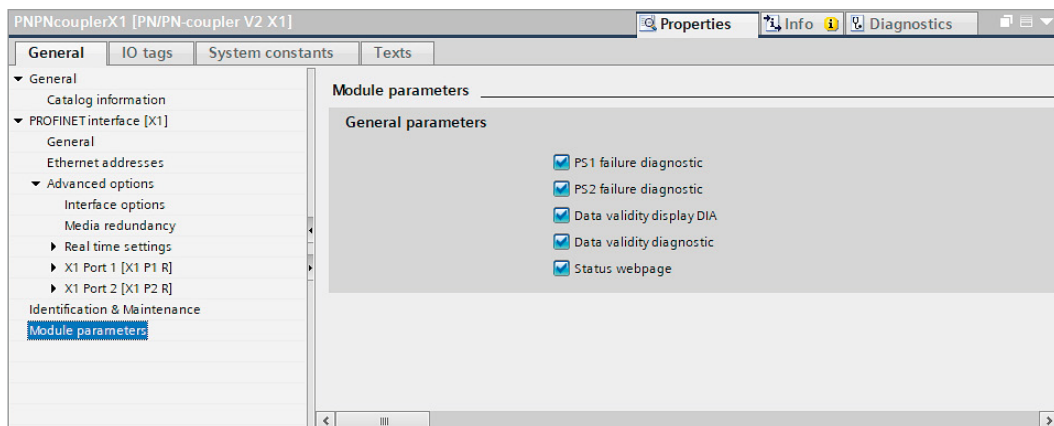 PNPNcouplerX1 [PN/PN-coupler V2 X1]
Properties
Info
Diagnostics
General
IO tags
System constants
Texts
General
Catalog information
PROFINET interface [X1]
General
Ethernet addresses
Advanced options
Interface options
Media redundancy
Real time settings
X1 Port 1 [X1 P1 R]
X1 Port 2 [X1 P2 R]
Identification & Maintenance
Module parameters
Module parameters
General parameters
PS1 failure diagnostic
PS2 failure diagnostic
Data validity display DIA
Data validity diagnostic
Status webpage